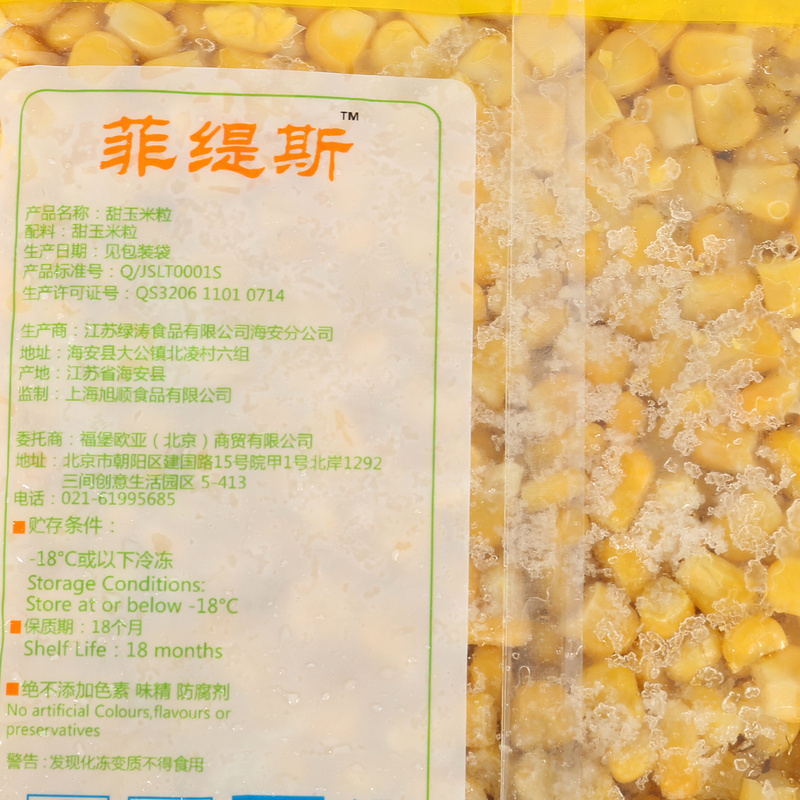 菲缇斯™
产品名称：甜玉米粒
配料：甜玉米粒
生产日期：见包装袋
产品标准号：Q/JSLT0001S
生产许可证号：QS3206 1101 0714
生产商：江苏绿涛食品有限公司海安分公司
地址：海安县大公镇北凌村六组
产地：江苏省海安县
监制：上海旭顺食品有限公司
委托商：福堡欧亚（北京）商贸有限公司
地址：北京市朝阳区建国路15号院甲1号北岸1292
三间创意生活园区 5-413
电话：021-61995685
贮存条件：
-18°C或以下冷冻
Storage Conditions:
Store at or below -18°C
保质期：18个月
Shelf Life：18 months
绝不添加色素 味精 防腐剂
No artificial Colours,flavours or
preservatives
警告：发现化冻变质不得食用